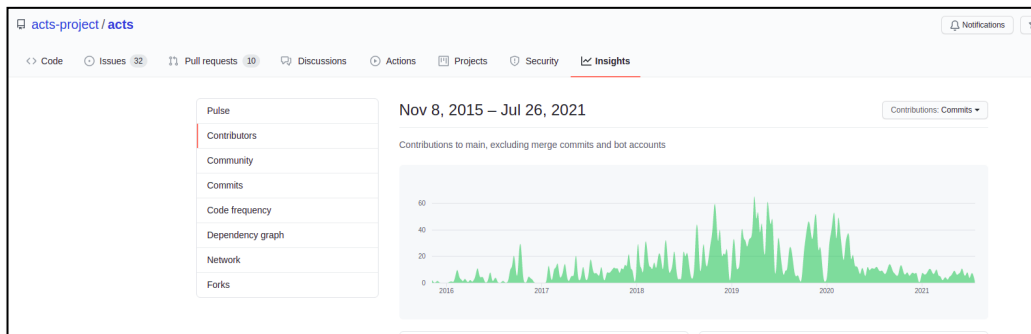 acts-project / acts
Notifications
Code Issues 32 Pull requests 10 Discussions Actions Projects Security Insights
Pulse
Contributors
Community
Commits
Code frequency
Dependency graph
Network
Forks
Nov 8, 2015 – Jul 26, 2021
Contributions: Commits
Contributions to main, excluding merge commits and bot accounts
60
40
20
0
2016 2017 2018 2019 2020 2021